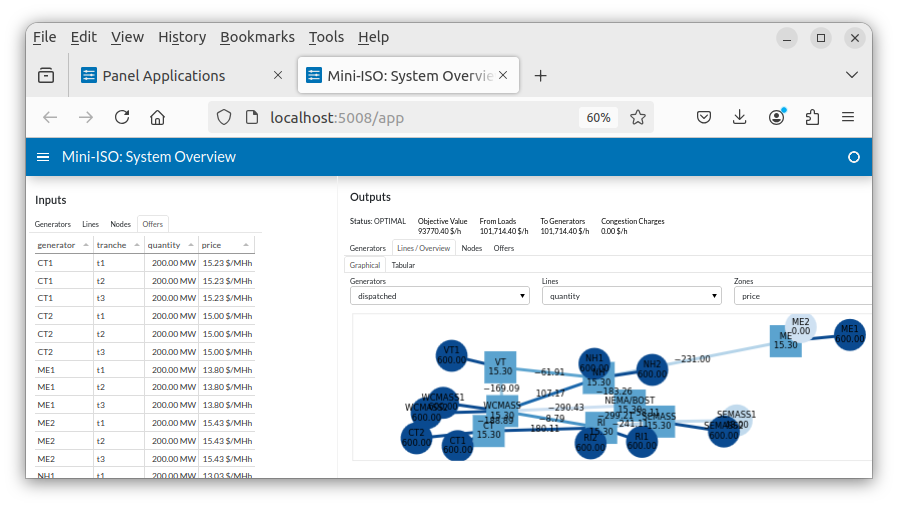 File Edit View History Bookmarks Tools Help
Panel Applications
Mini-ISO: System Overvie
localhost:5008/app
60%
Mini-ISO: System Overview
Inputs
Generators Lines Nodes Offers
generator tranche quantity price
CT1 t1 200.00 MW 15.23 $/MHh
CT1 t2 200.00 MW 15.23 $/MHh
CT1 t3 200.00 MW 15.23 $/MHh
CT2 t1 200.00 MW 15.00 $/MHh
CT2 t2 200.00 MW 15.00 $/MHh
CT2 t3 200.00 MW 15.00 $/MHh
ME1 t1 200.00 MW 13.80 $/MHh
ME1 t2 200.00 MW 13.80 $/MHh
ME1 t3 200.00 MW 13.80 $/MHh
ME2 t1 200.00 MW 15.43 $/MHh
ME2 t2 200.00 MW 15.43 $/MHh
ME2 t3 200.00 MW 15.43 $/MHh
NH1 t1 200.00 MW 13.03 $/MHh
Outputs
Status: OPTIMAL
Objective Value
93770.40 $/h
From Loads
101,714.40 $/h
To Generators
101,714.40 $/h
Congestion Charges
0.00 $/h
Generators Lines / Overview Nodes Offers
Graphical Tabular
Generators
dispatched
Lines
quantity
Zones
price
ME2
0.00
ME1
600.00
ME
15.30
−231.00
VT1
600.00
VT
15.30
−61.91
NH1
600.00
15.30
NH2
600.00
−169.09
107.17
−183.26
WCMASS1
WCMASS
15.30
−290.43
NEMA/BOST
15.30
−8.79
180.11
CT2
600.00
CT1
600.00
15.30
RI
15.30
RI2
600.00
RI1
600.00
SEMASS
15.30
SEMASS1
600.00